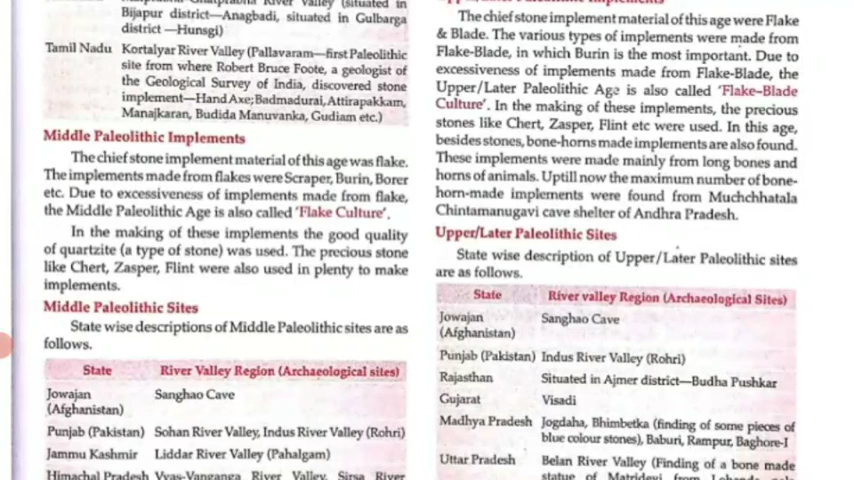 Bijapur district—Anagbadi, situated in Gulbarga
district —Hunsgi)
Tamil Nadu Kortalyar River Valley (Pallavaram—first Paleolithic
site from where Robert Bruce Foote, a geologist of
the Geological Survey of India, discovered stone
implement—Hand Axe; Badmadurai, Attirapakkam,
Manajkaran, Budida Manuvanka, Gudiam etc.)
Middle Paleolithic Implements
The chief stone implement material of this age was flake.
The implements made from flakes were Scraper, Burin, Borer
etc. Due to excessiveness of implements made from flake,
the Middle Paleolithic Age is also called 'Flake Culture'.
In the making of these implements the good quality
of quartzite (a type of stone) was used. The precious stone
like Chert, Zasper, Flint were also used in plenty to make
implements.
Middle Paleolithic Sites
State wise descriptions of Middle Paleolithic sites are as
follows.
State River Valley Region (Archaeological sites)
Jowajan Sanghao Cave
(Afghanistan)
Punjab (Pakistan) Sohan River Valley, Indus River Valley (Rohri)
Jammu Kashmir Liddar River Valley (Pahalgam)
Himachal Pradesh Vyas-Vanganga River Valley, Sirsa River
The chief stone implement material of this age were Flake
& Blade. The various types of implements were made from
Flake-Blade, in which Burin is the most important. Due to
excessiveness of implements made from Flake-Blade, the
Upper/Later Paleolithic Age is also called 'Flake–Blade
Culture'. In the making of these implements, the precious
stones like Chert, Zasper, Flint etc were used. In this age,
besides stones, bone-horns made implements are also found.
These implements were made mainly from long bones and
horns of animals. Uptill now the maximum number of bone-
horn-made implements were found from Muchchhatala
Chintamanugavi cave shelter of Andhra Pradesh.
Upper/Later Paleolithic Sites
State wise description of Upper/Later Paleolithic sites
are as follows.
State River valley Region (Archaeological Sites)
Jowajan Sanghao Cave
(Afghanistan)
Punjab (Pakistan) Indus River Valley (Rohri)
Rajasthan Situated in Ajmer district—Budha Pushkar
Gujarat Visadi
Madhya Pradesh Jogdaha, Bhimbetka (finding of some pieces of
blue colour stones), Baburi, Rampur, Baghore-I
Uttar Pradesh Belan River Valley (Finding of a bone made
statue of Matridevi from Lohanda